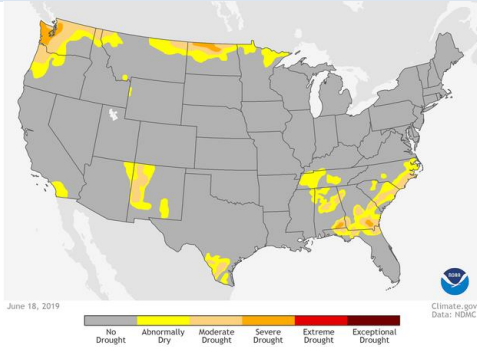 NOAA
June 18, 2019
Climate.gov
Data: NDMC
No Drought
Abnormally Dry
Moderate Drought
Severe Drought
Extreme Drought
Exceptional Drought